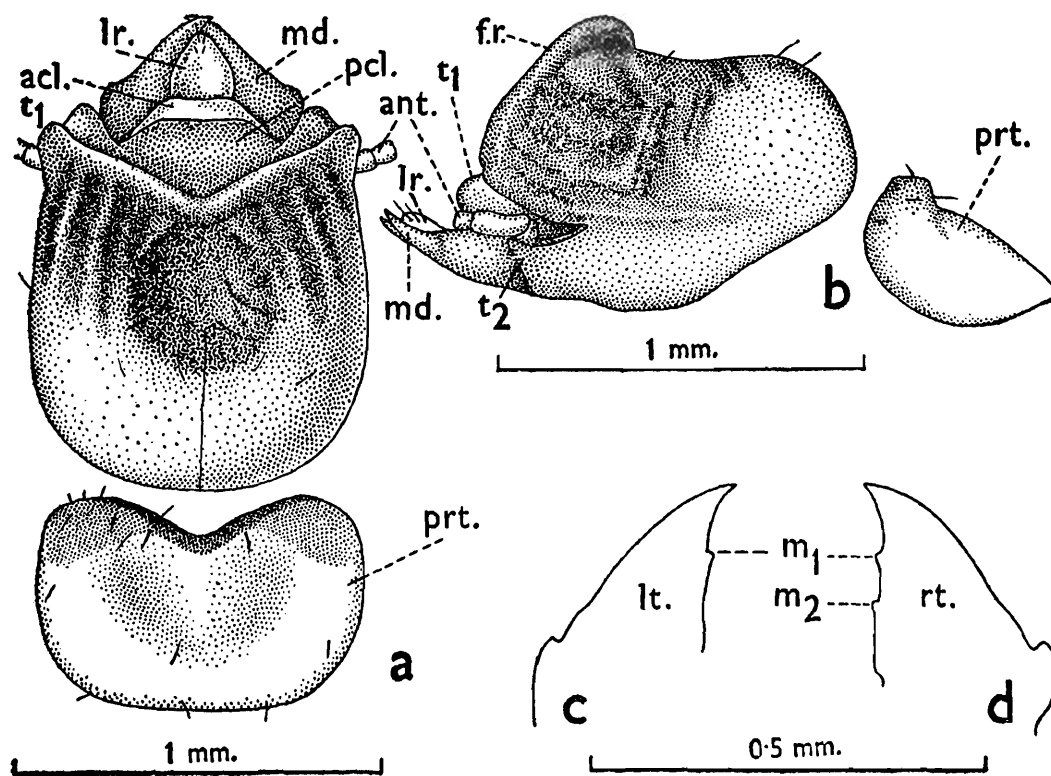 lr.
md.
acl.
pcl.
t1
ant.
f.r.
t1
lr.
md.
t2
b
prt.
1 mm.
prt.
a
1 mm.
lt.
m1
m2
rt.
c
d
0·5 mm.